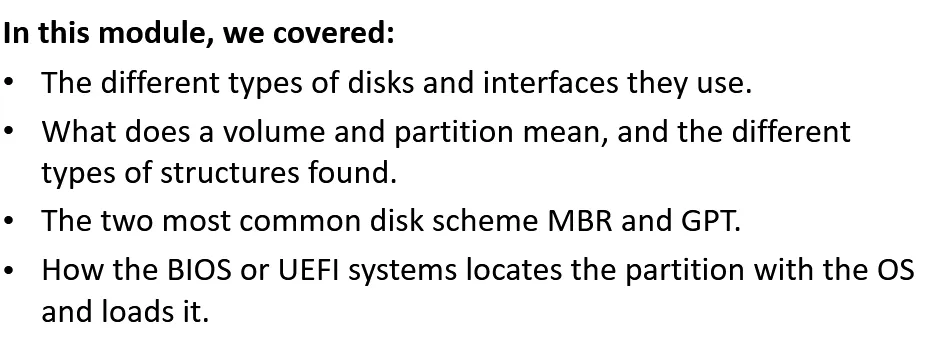 In this module, we covered:
• The different types of disks and interfaces they use.
• What does a volume and partition mean, and the different
types of structures found.
• The two most common disk scheme MBR and GPT.
• How the BIOS or UEFI systems locates the partition with the OS
and loads it.